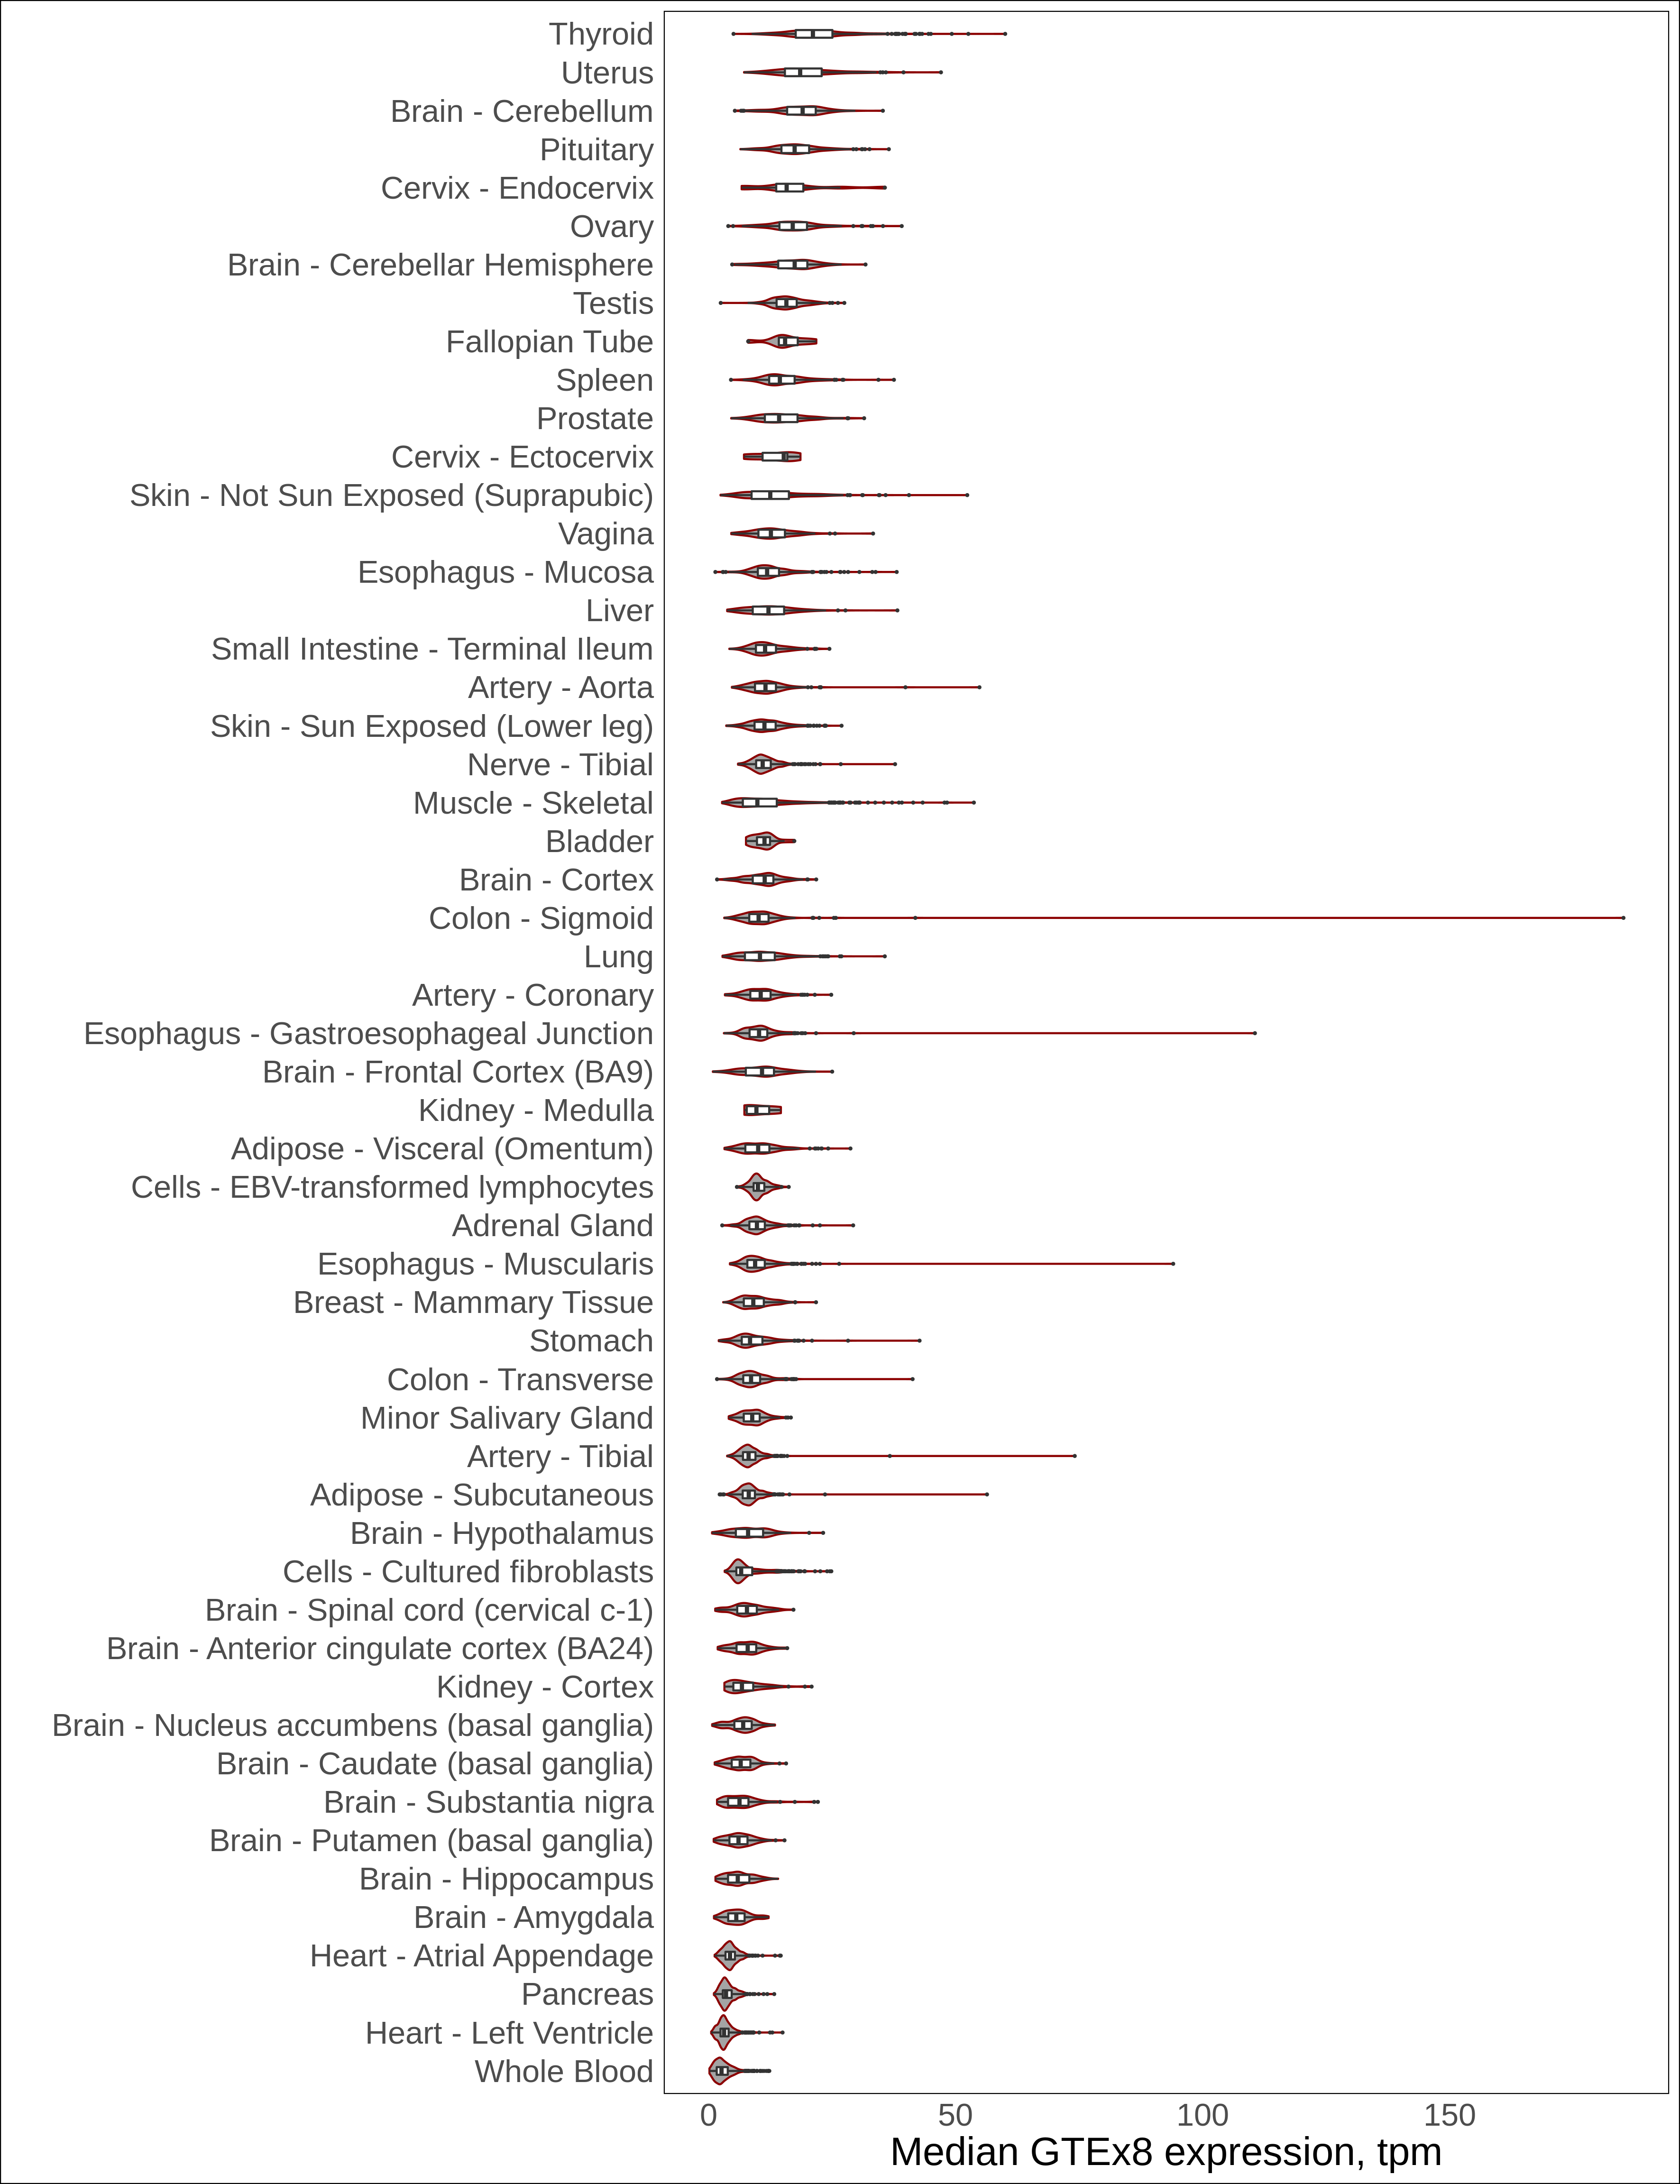 Thyroid
Uterus
Brain - Cerebellum
Pituitary
Cervix - Endocervix
Ovary
Brain - Cerebellar Hemisphere
Testis
Fallopian Tube
Spleen
Prostate
Cervix - Ectocervix
Skin - Not Sun Exposed (Suprapubic)
Vagina
Esophagus - Mucosa
Liver
Small Intestine - Terminal Ileum
Artery - Aorta
Skin - Sun Exposed (Lower leg)
Nerve - Tibial
Muscle - Skeletal
Bladder
Brain - Cortex
Colon - Sigmoid
Lung
Artery - Coronary
Esophagus - Gastroesophageal Junction
Brain - Frontal Cortex (BA9)
Kidney - Medulla
Adipose - Visceral (Omentum)
Cells - EBV-transformed lymphocytes
Adrenal Gland
Esophagus - Muscularis
Breast - Mammary Tissue
Stomach
Colon - Transverse
Minor Salivary Gland
Artery - Tibial
Adipose - Subcutaneous
Brain - Hypothalamus
Cells - Cultured fibroblasts
Brain - Spinal cord (cervical c-1)
Brain - Anterior cingulate cortex (BA24)
Kidney - Cortex
Brain - Nucleus accumbens (basal ganglia)
Brain - Caudate (basal ganglia)
Brain - Substantia nigra
Brain - Putamen (basal ganglia)
Brain - Hippocampus
Brain - Amygdala
Heart - Atrial Appendage
Pancreas
Heart - Left Ventricle
Whole Blood
0 50 100 150
Median GTEx8 expression, tpm